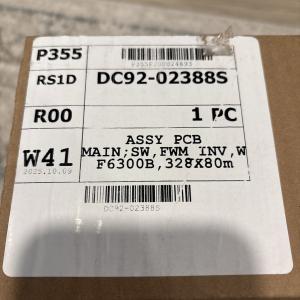 P355
RS1D DC92-02388S
R00 1 PC
W41 ASSY PCB
MAIN;SW,FWM INV,W
F6300B,328X80m
2025.10.09
DC92-02388S